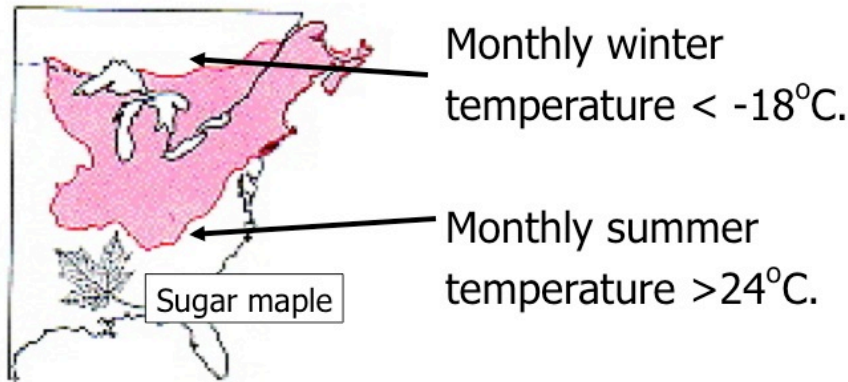 Monthly winter
temperature < -18°C.
Monthly summer
temperature >24°C.
Sugar maple